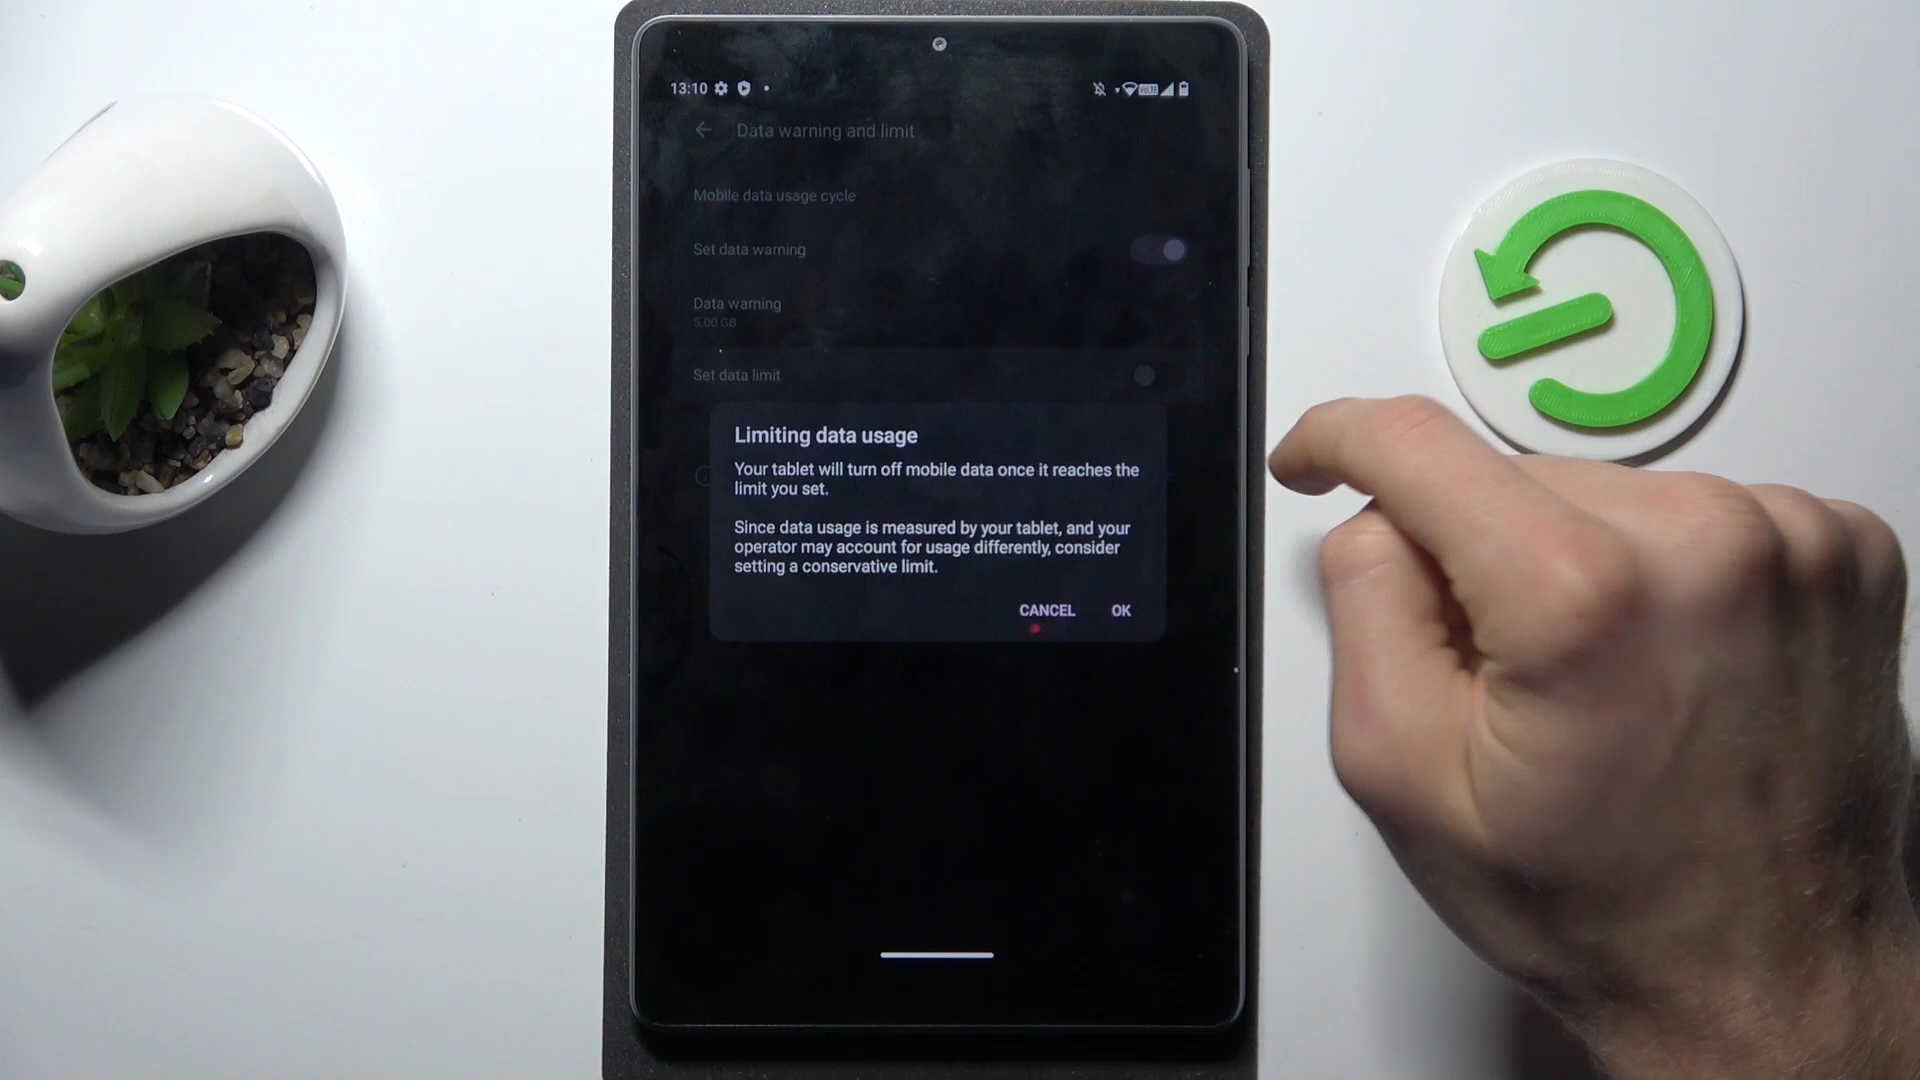 13:10
VoLTE
Data warning and limit
Mobile data usage cycle
Set data warning
Data warning
5.00 GB
Set data limit
Limiting data usage
Your tablet will turn off mobile data once it reaches the
limit you set.
Since data usage is measured by your tablet, and your
operator may account for usage differently, consider
setting a conservative limit.
CANCEL OK